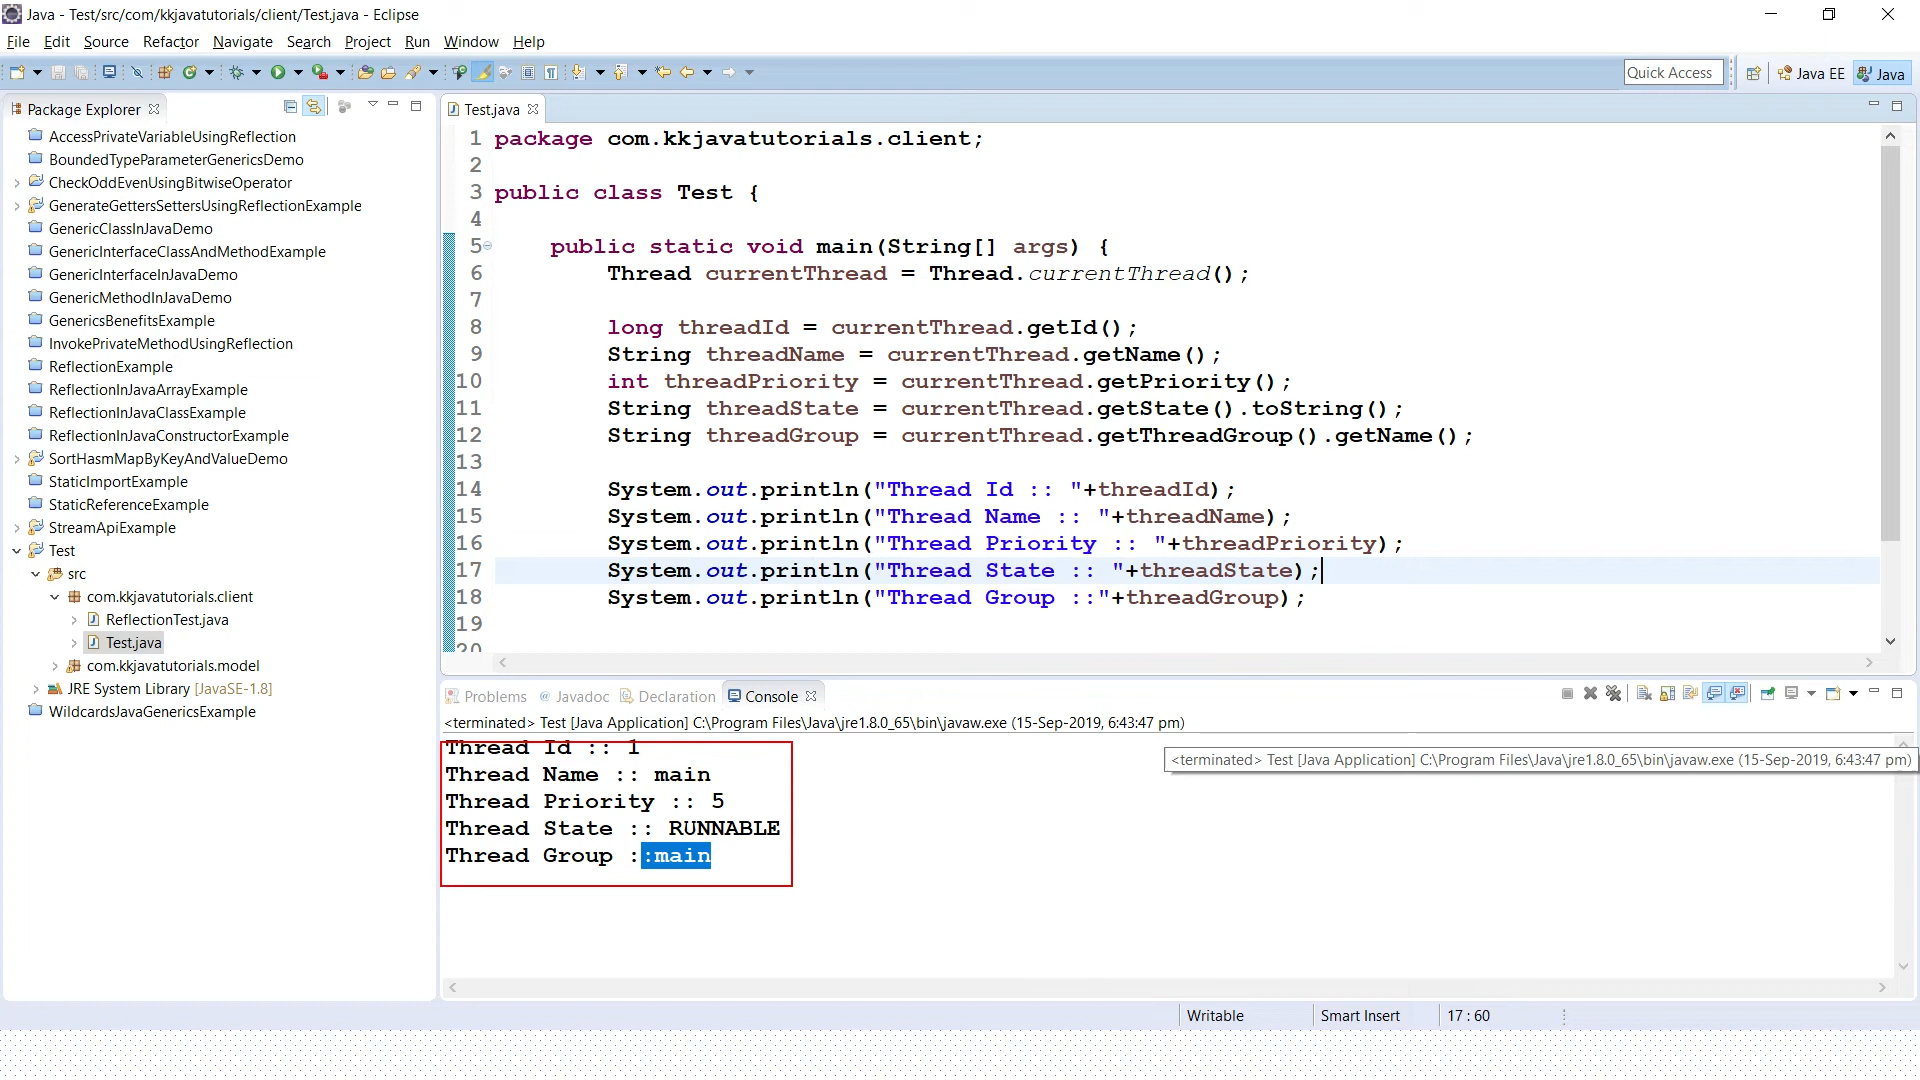 Java - Test/src/com/kkjavatutorials/client/Test.java - Eclipse
File Edit Source Refactor Navigate Search Project Run Window Help
Quick Access Java EE Java
Package Explorer
AccessPrivateVariableUsingReflection
BoundedTypeParameterGenericsDemo
CheckOddEvenUsingBitwiseOperator
GenerateGettersSettersUsingReflectionExample
GenericClassInJavaDemo
GenericInterfaceClassAndMethodExample
GenericInterfaceInJavaDemo
GenericMethodInJavaDemo
GenericsBenefitsExample
InvokePrivateMethodUsingReflection
ReflectionExample
ReflectionInJavaArrayExample
ReflectionInJavaClassExample
ReflectionInJavaConstructorExample
SortHasmMapByKeyAndValueDemo
StaticImportExample
StaticReferenceExample
StreamApiExample
Test
src
com.kkjavatutorials.client
ReflectionTest.java
Test.java
com.kkjavatutorials.model
JRE System Library [JavaSE-1.8]
WildcardsJavaGenericsExample
Test.java
1 package com.kkjavatutorials.client;
2
3 public class Test {
4
5 public static void main(String[] args) {
6 Thread currentThread = Thread.currentThread();
7
8 long threadId = currentThread.getId();
9 String threadName = currentThread.getName();
10 int threadPriority = currentThread.getPriority();
11 String threadState = currentThread.getState().toString();
12 String threadGroup = currentThread.getThreadGroup().getName();
13
14 System.out.println("Thread Id :: "+threadId);
15 System.out.println("Thread Name :: "+threadName);
16 System.out.println("Thread Priority :: "+threadPriority);
17 System.out.println("Thread State :: "+threadState);
18 System.out.println("Thread Group ::"+threadGroup);
19
20
Problems Javadoc Declaration Console
<terminated> Test [Java Application] C:\Program Files\Java\jre1.8.0_65\bin\javaw.exe (15-Sep-2019, 6:43:47 pm)
Thread Id :: 1
<terminated> Test [Java Application] C:\Program Files\Java\jre1.8.0_65\bin\javaw.exe (15-Sep-2019, 6:43:47 pm)
Thread Name :: main
Thread Priority :: 5
Thread State :: RUNNABLE
Thread Group ::main
Writable Smart Insert 17 : 60